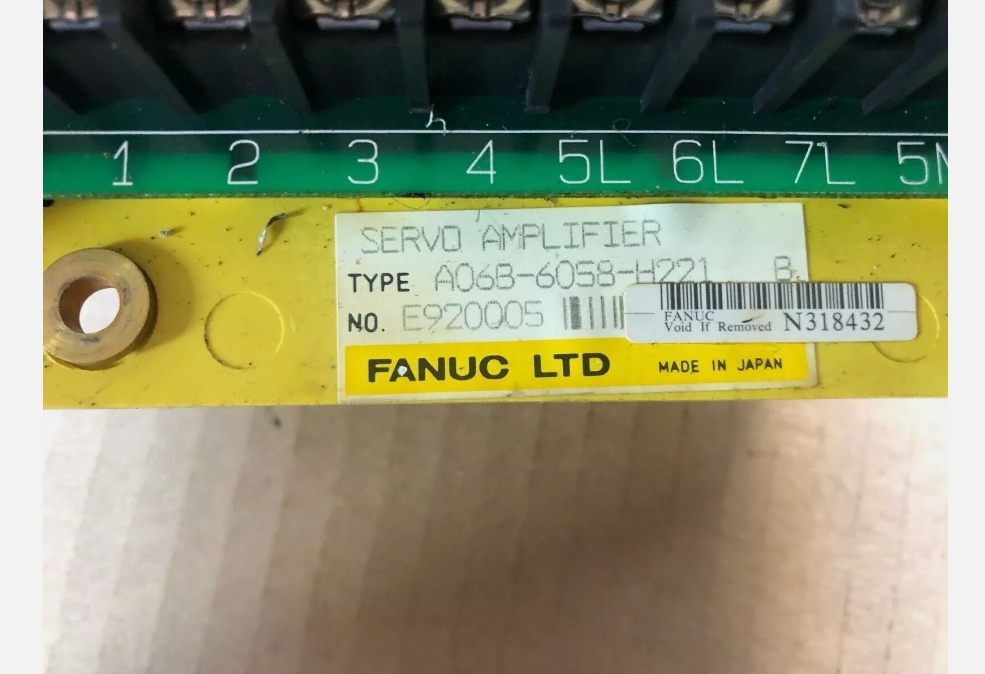 1 2 3 4 5L 6L 7L
SERVO AMPLIFIER
TYPE A06B-6058-H221 B
NO. E920005
FANUC
Void If Removed N318432
FANUC LTD MADE IN JAPAN